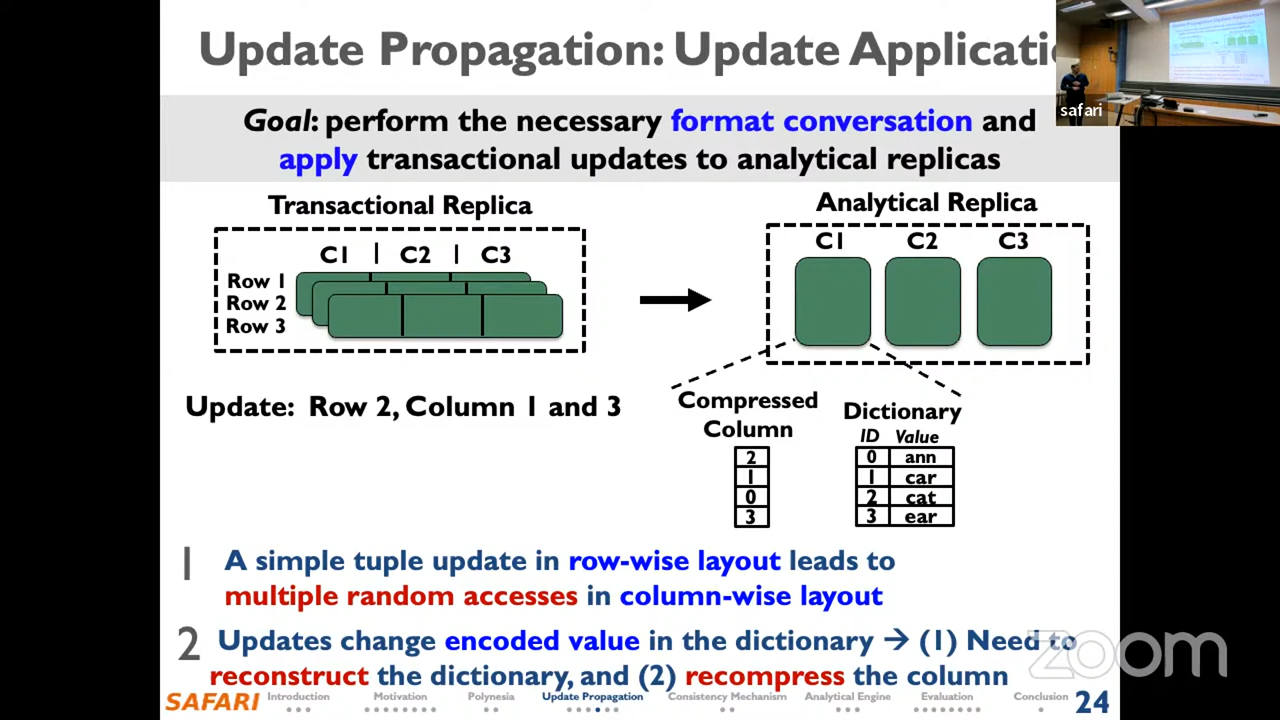 Update Propagation: Update Applicati
safari
Goal: perform the necessary format conversation and
apply transactional updates to analytical replicas
Transactional Replica
C1 | C2 | C3
Row 1
Row 2
Row 3
Analytical Replica
C1 C2 C3
Update: Row 2, Column 1 and 3
Compressed
Column
2
1
0
3
Dictionary
ID Value
0 ann
1 car
2 cat
3 ear
1 A simple tuple update in row-wise layout leads to
multiple random accesses in column-wise layout
2 Updates change encoded value in the dictionary → (1) Need to
reconstruct the dictionary, and (2) recompress the column
zoom
SAFARI Introduction Motivation Polynesia Update Propagation Consistency Mechanism Analytical Engine Evaluation Conclusion 24